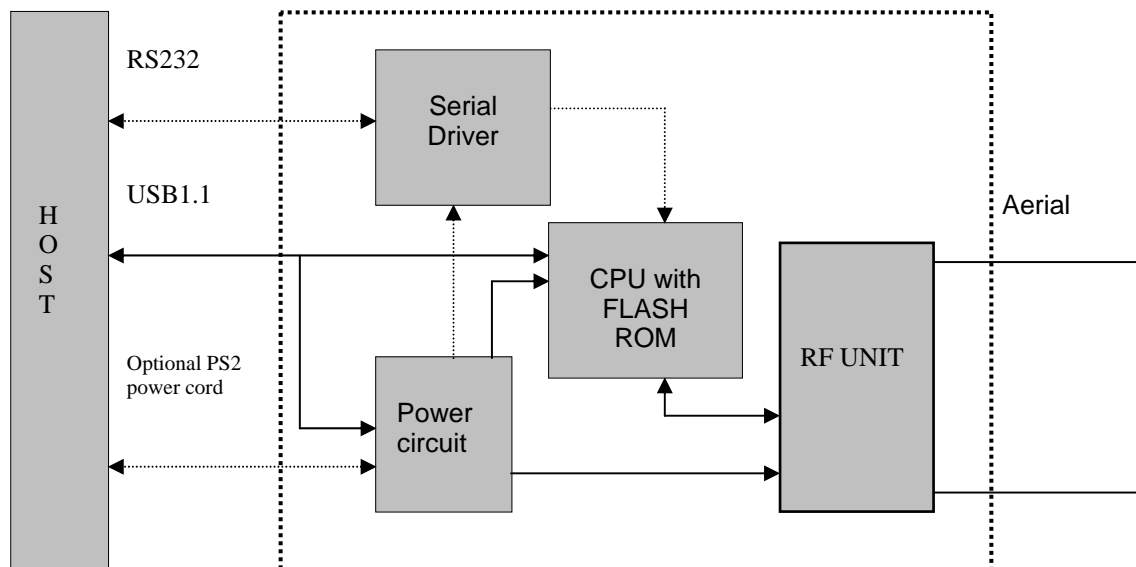 RS232
Serial
Driver
USB1.1
H
O
S
T
Aerial
CPU with
FLASH
ROM
RF UNIT
Optional PS2
power cord
Power
circuit